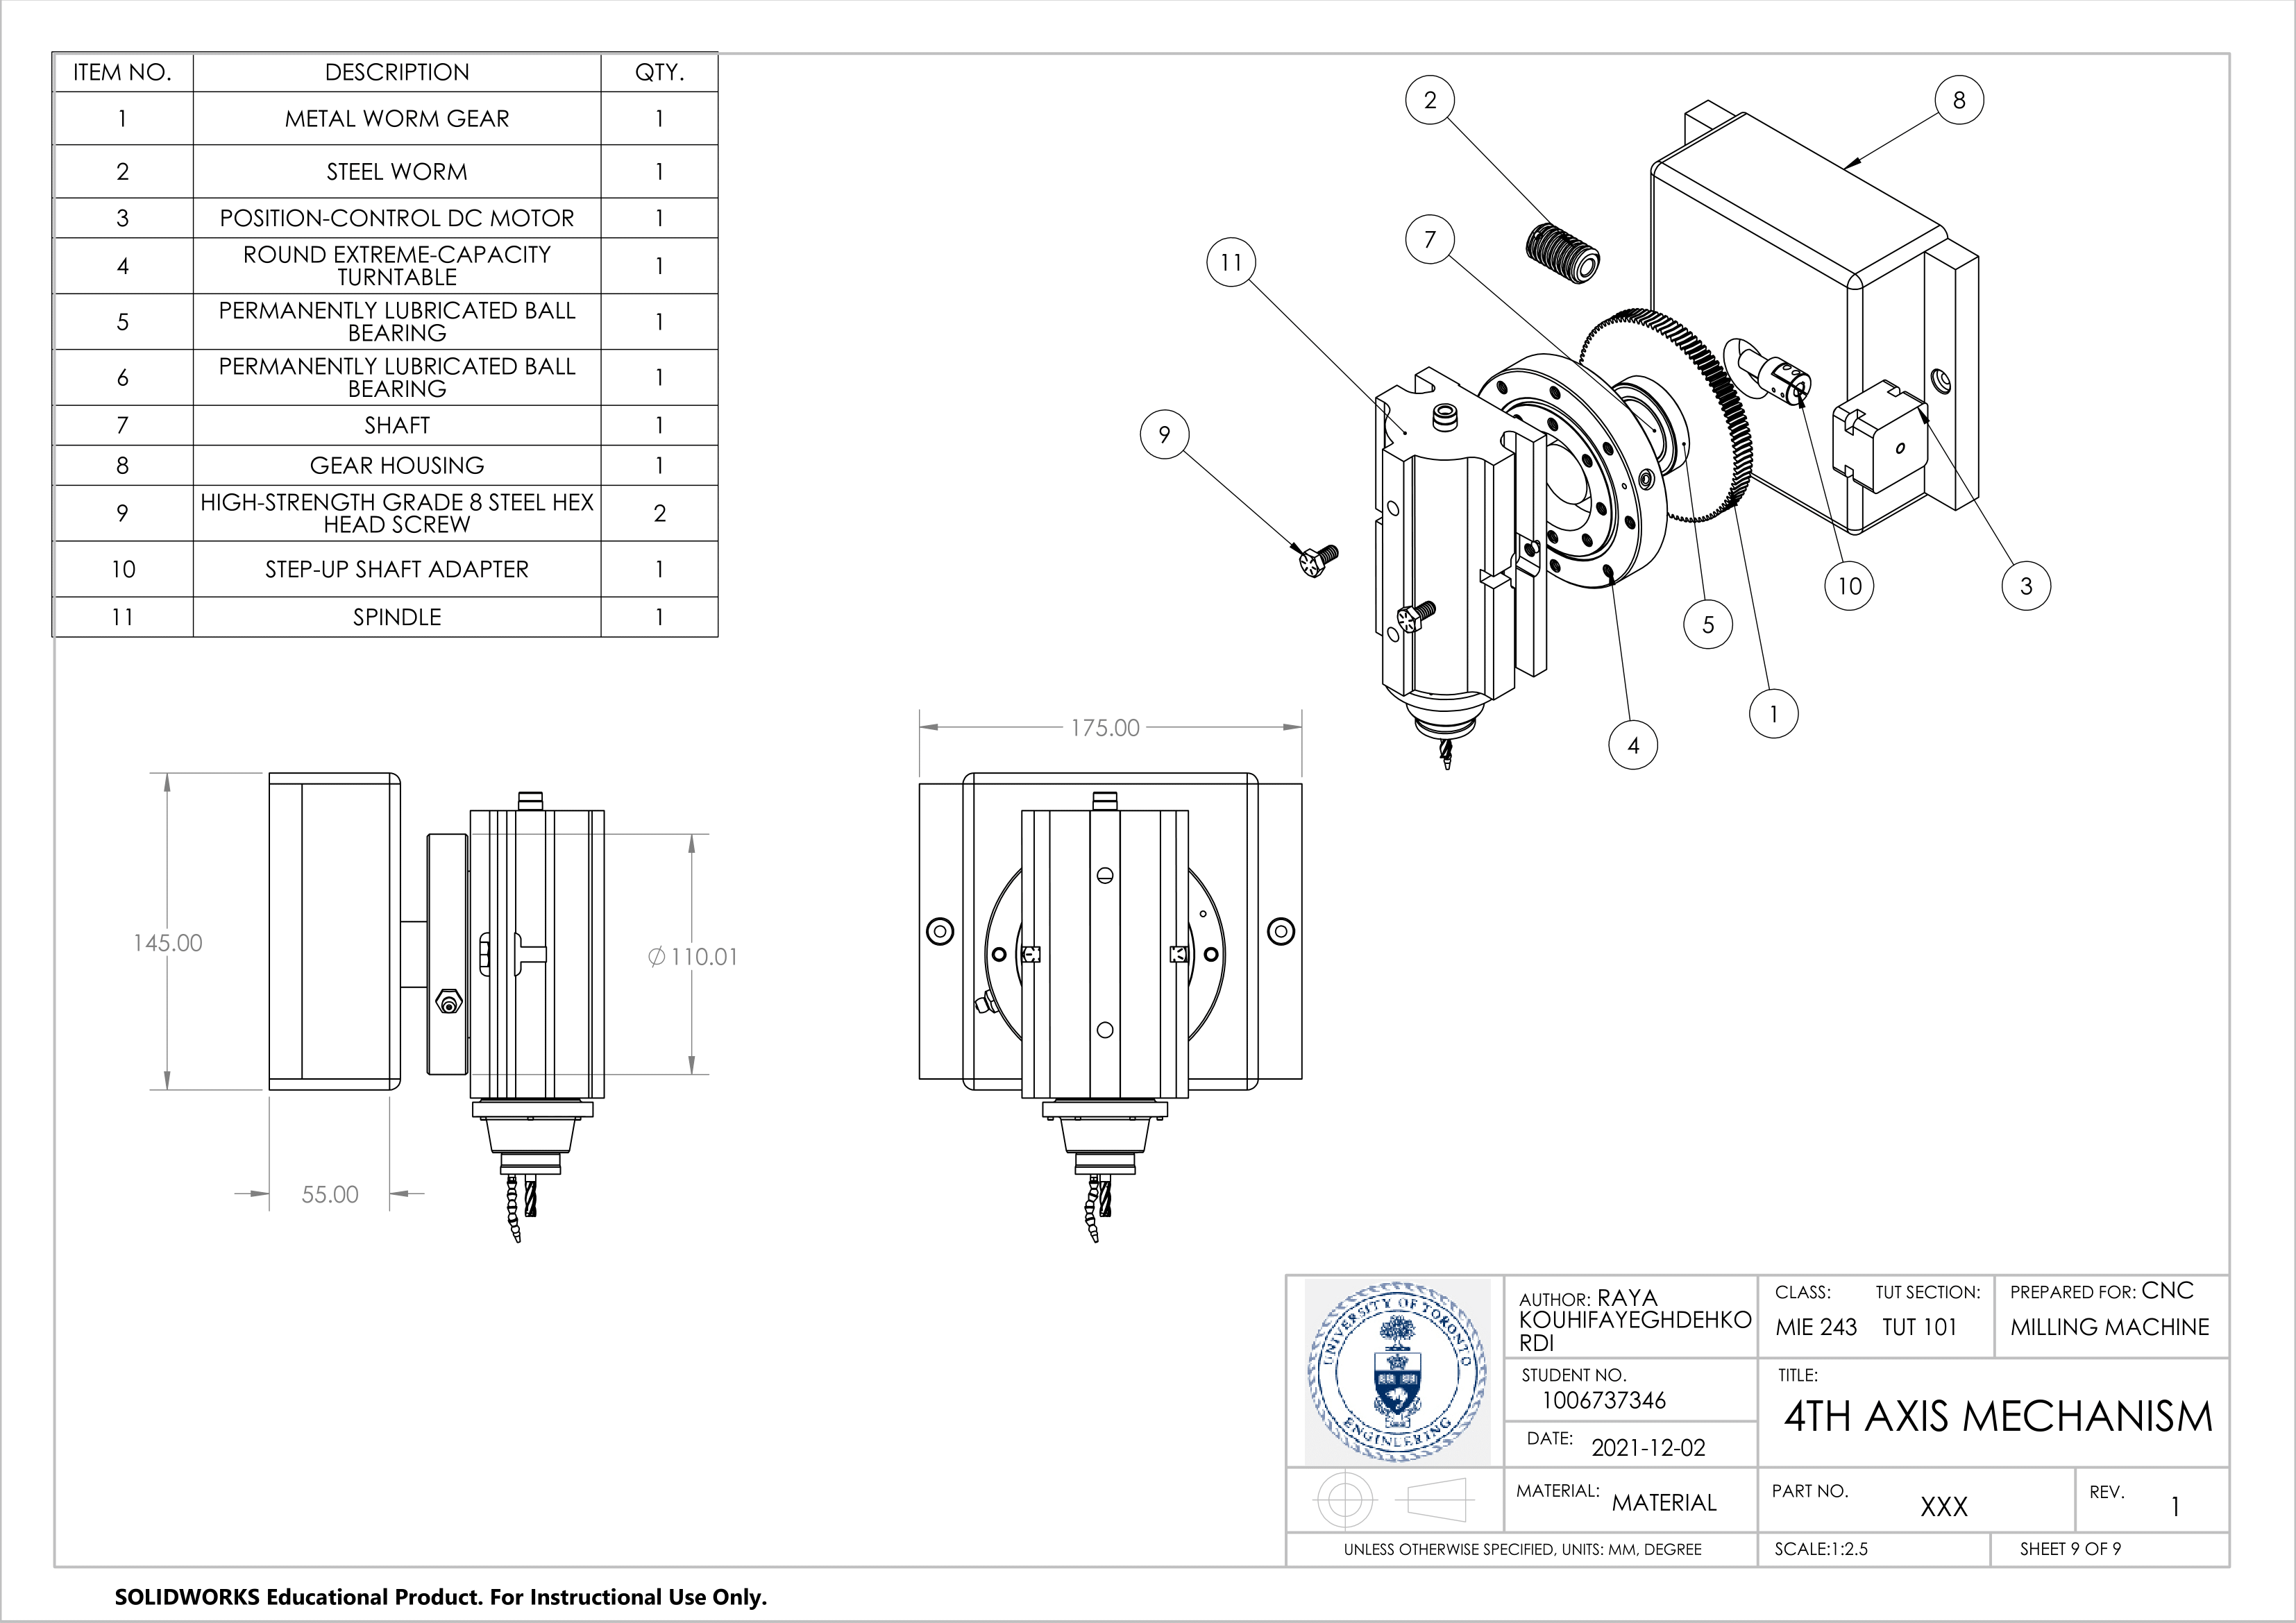 ITEM NO. DESCRIPTION QTY.
1 METAL WORM GEAR 1
2 STEEL WORM 1
3 POSITION-CONTROL DC MOTOR 1
4 ROUND EXTREME-CAPACITY
TURNTABLE 1
5 PERMANENTLY LUBRICATED BALL
BEARING 1
6 PERMANENTLY LUBRICATED BALL
BEARING 1
7 SHAFT 1
8 GEAR HOUSING 1
9 HIGH-STRENGTH GRADE 8 STEEL HEX
HEAD SCREW 2
10 STEP-UP SHAFT ADAPTER 1
11 SPINDLE 1
2
8
7
11
9
10
3
5
1
4
175.00
145.00
Ø110.01
55.00
UNIVERSITY OF TORONTO
ENGINEERING
AUTHOR: RAYA
KOUHIFAYEGHDEHKO
RDI
CLASS: TUT SECTION:
MIE 243 TUT 101
PREPARED FOR: CNC
MILLING MACHINE
STUDENT NO.
1006737346
DATE: 2021-12-02
TITLE:
4TH AXIS MECHANISM
MATERIAL: MATERIAL
PART NO. XXX
REV. 1
UNLESS OTHERWISE SPECIFIED, UNITS: MM, DEGREE
SCALE:1:2.5
SHEET 9 OF 9
SOLIDWORKS Educational Product. For Instructional Use Only.